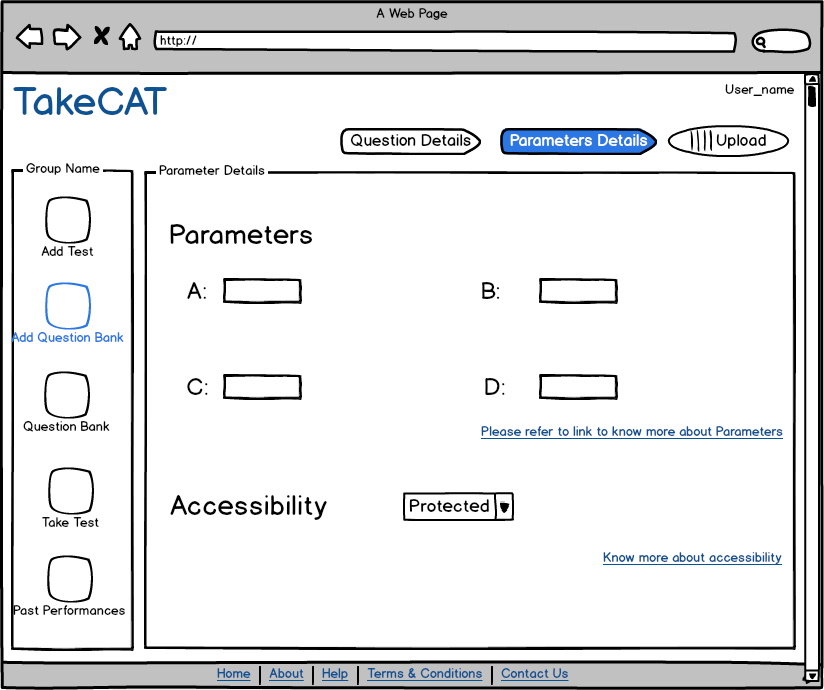 A Web Page
http://
TakeCAT
User_name
Question Details
Parameters Details
Upload
Group Name
Add Test
Add Question Bank
Question Bank
Take Test
Past Performances
Parameter Details
Parameters
A:
B:
C:
D:
Please refer to link to know more about Parameters
Accessibility
Protected
Know more about accessibility
Home
About
Help
Terms & Conditions
Contact Us